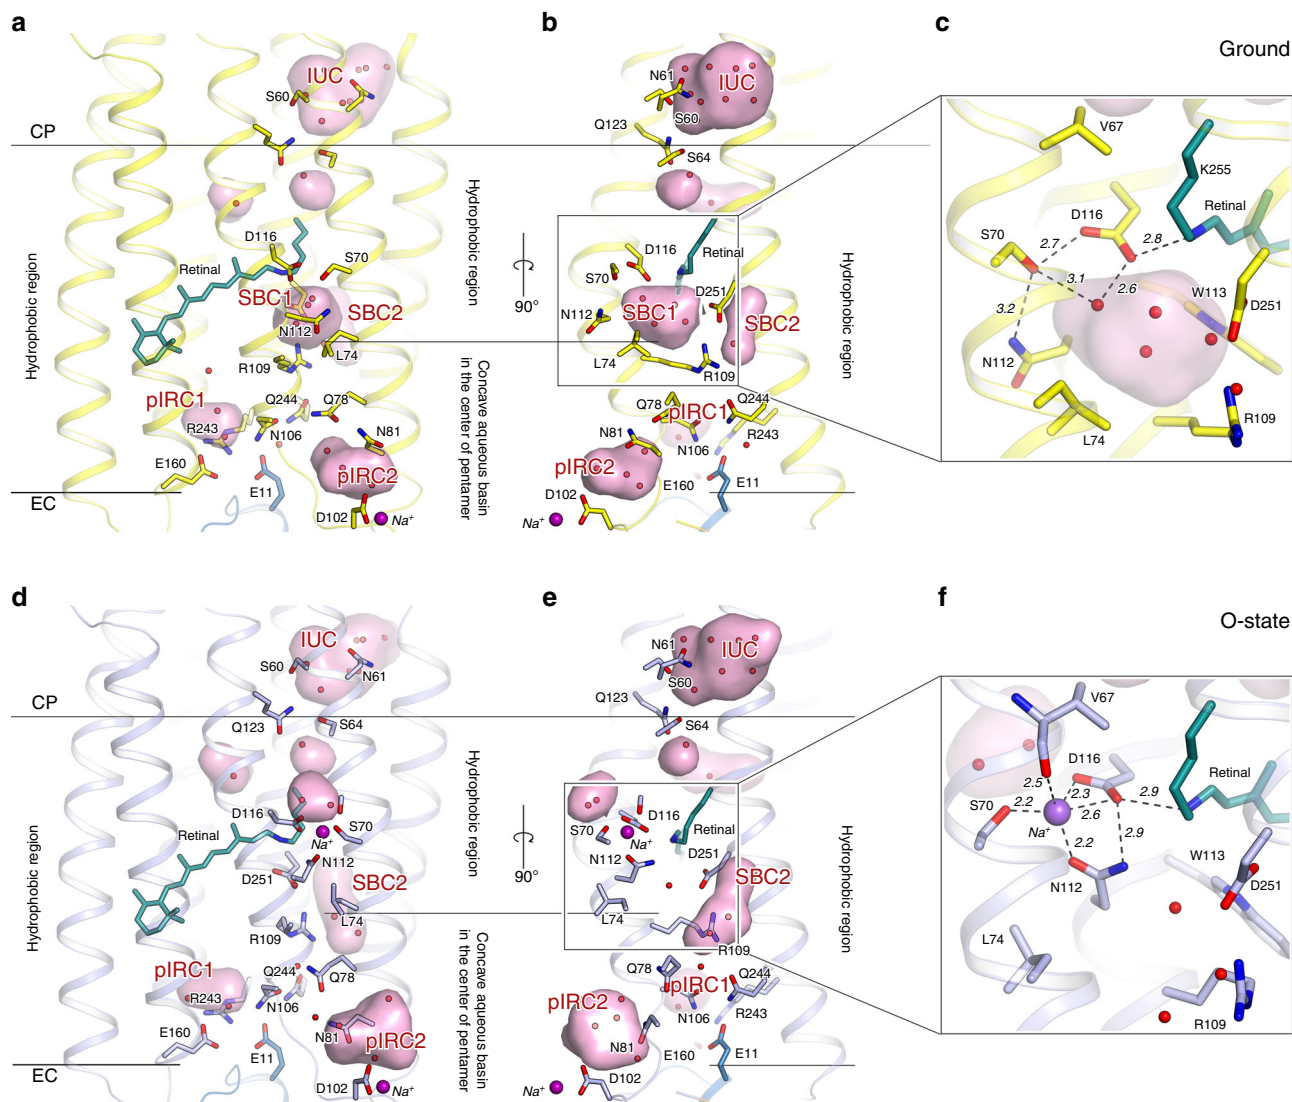 a
IUC
S60
CP
D116
S70
Retinal
SBC1
SBC2
N112
L74
R109
pIRC1
Q244
Q78
R243
N106
N81
E160
pIRC2
E11
D102
Na⁺
EC
Hydrophobic region
Hydrophobic region
Concave aqueous basin
in the center of pentamer
90°
b
N61
IUC
S60
Q123
S64
D116
Retinal
S70
D251
SBC1
N112
SBC2
L74
R109
Q78
pIRC1
Q244
N81
R243
N106
pIRC2
E160
E11
D102
Na⁺
Hydrophobic region
c
Ground
V67
K255
D116
Retinal
S70
2.7
2.8
3.1
2.6
3.2
W113
D251
N112
L74
R109
d
IUC
S60
N61
CP
Q123
S64
D116
S70
Retinal
Na⁺
N112
D251
SBC2
L74
R109
pIRC1
Q244
Q78
R243
N106
N81
pIRC2
E160
E11
D102
Na⁺
EC
Hydrophobic region
Hydrophobic region
Concave aqueous basin
in the center of pentamer
90°
e
N61
IUC
S60
Q123
S64
D116
S70
Na⁺
Retinal
N112
D251
SBC2
L74
R109
Q78
pIRC1
Q244
pIRC2
N106
R243
N81
E160
E11
D102
Na⁺
Hydrophobic region
f
O-state
V67
D116
2.5
2.3
2.9
Retinal
S70
2.2
Na⁺
2.6
2.2
2.9
W113
D251
N112
L74
R109